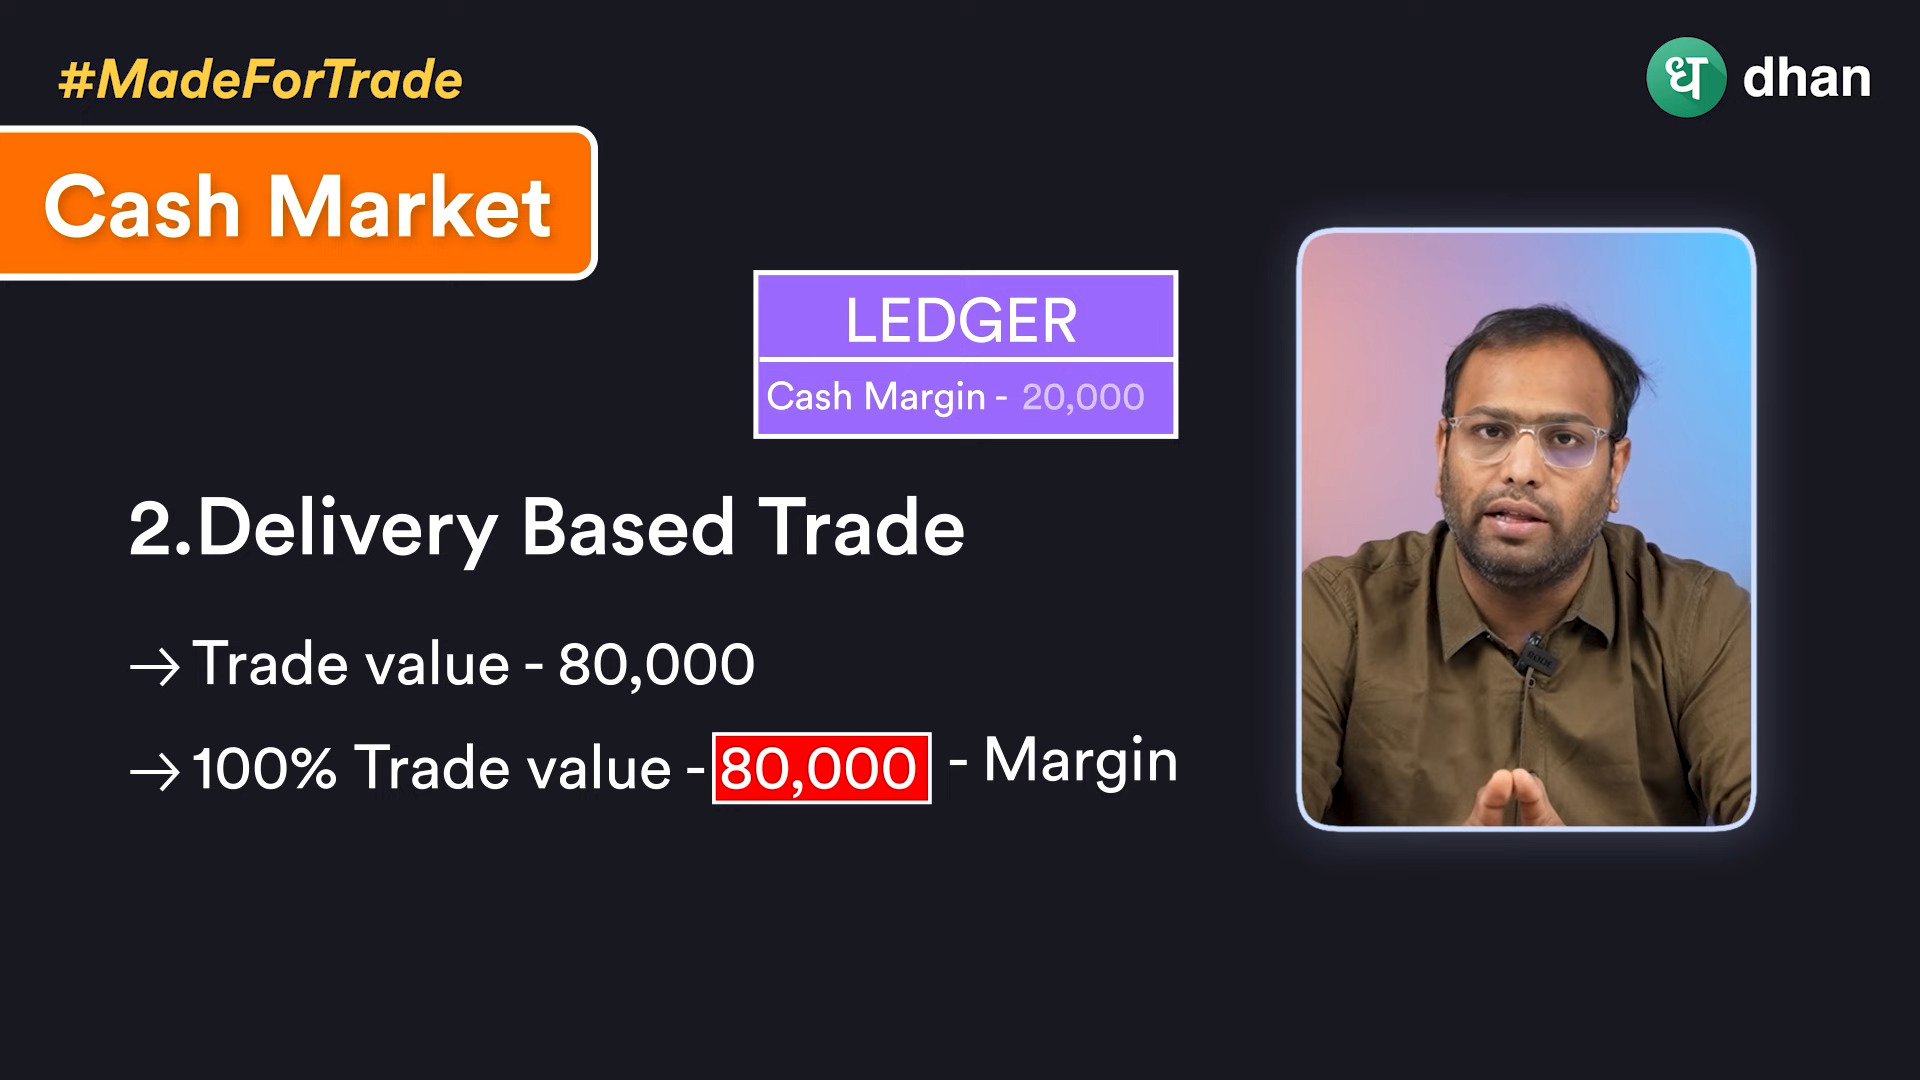 #MadeForTrade
ध dhan
Cash Market
LEDGER
Cash Margin - 20,000
2.Delivery Based Trade
→ Trade value - 80,000
→ 100% Trade value - 80,000 - Margin
RODE